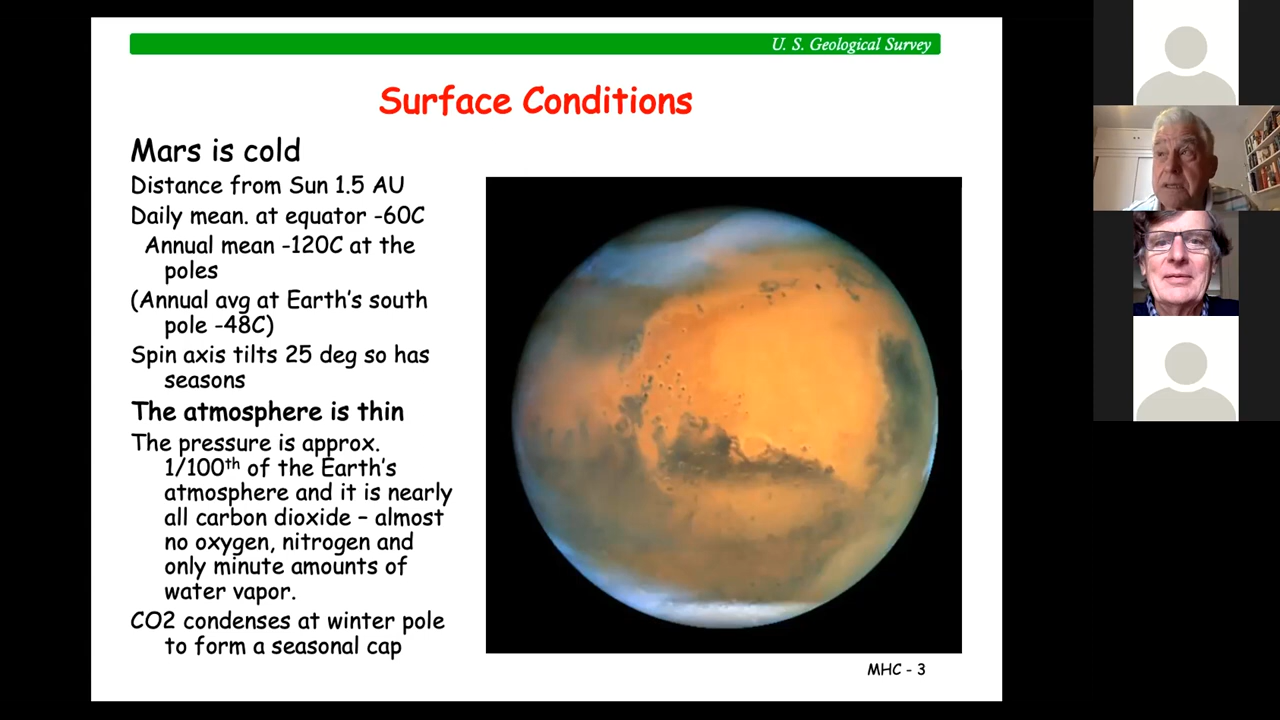 U. S. Geological Survey
Surface Conditions
Mars is cold
Distance from Sun 1.5 AU
Daily mean. at equator -60C
Annual mean -120C at the
poles
(Annual avg at Earth's south
pole -48C)
Spin axis tilts 25 deg so has
seasons
The atmosphere is thin
The pressure is approx.
1/100th of the Earth's
atmosphere and it is nearly
all carbon dioxide – almost
no oxygen, nitrogen and
only minute amounts of
water vapor.
CO2 condenses at winter pole
to form a seasonal cap
MHC - 3